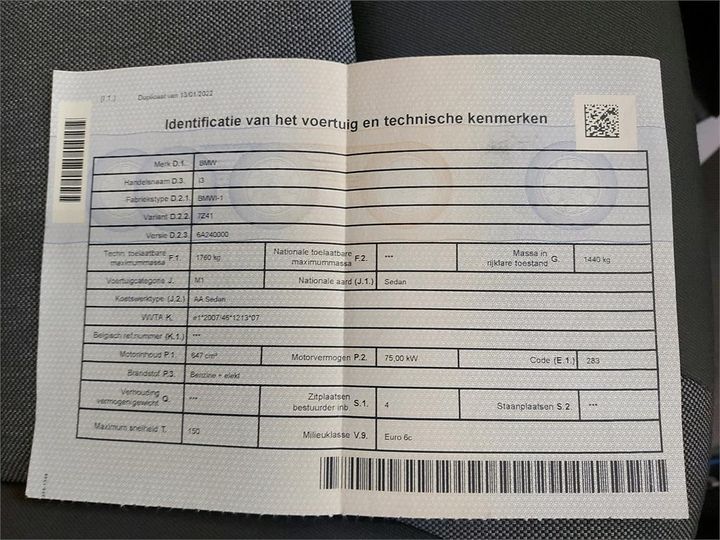 (I.T.) Duplicaat van 13/01/2022
Identificatie van het voertuig en technische kenmerken
Merk D.1. BMW
Handelsnaam D.3. I3
Fabriekstype D.2.1. BMWI-1
Variant D.2.2. 7Z41
Versie D.2.3. 6A240000
Techn. toelaatbare maximummassa F.1. 1760 kg Nationale toelaatbare maximummassa F.2. *** Massa in rijklare toestand G. 1440 kg
Voertuigcategorie J. M1 Nationale aard (J.1.) Sedan
Koetswerktype (J.2.) AA Sedan
WVTA K. e1*2007/46*1213*07
Belgisch ref.nummer (K.1.) ***
Motorinhoud P.1. 647 cm³ Motorvermogen P.2. 75,00 kW Code (E.1.) 283
Brandstof P.3. Benzine + elekt
Verhouding vermogen/gewicht Q. *** Zitplaatsen bestuurder inb. S.1. 4 Staanplaatsen S.2. ***
Maximum snelheid T. 150 Milieuklasse V.9. Euro 6c